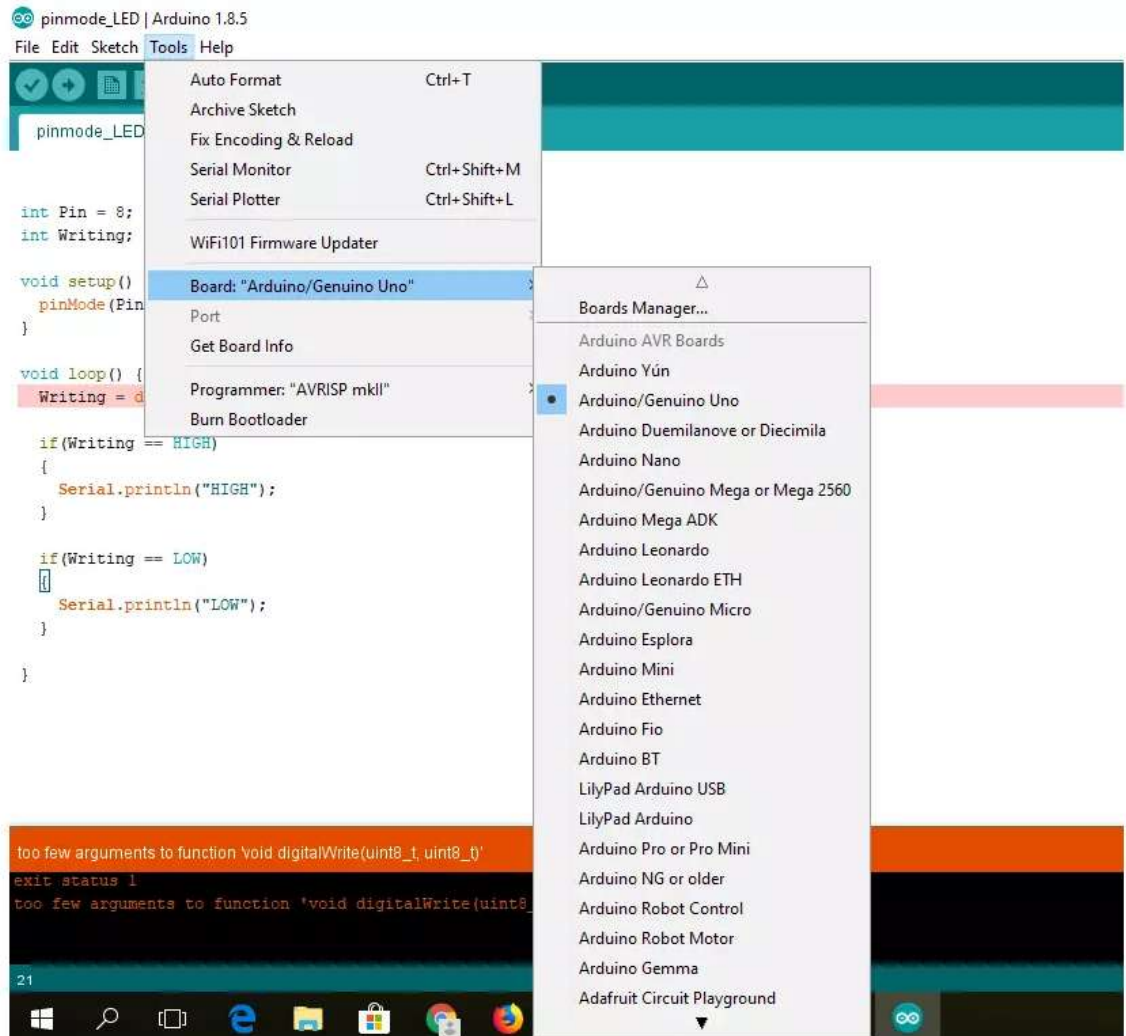 pinmode_LED | Arduino 1.8.5
File Edit Sketch Tools Help
pinmode_LED
Auto Format Ctrl+T
Archive Sketch
Fix Encoding & Reload
Serial Monitor Ctrl+Shift+M
Serial Plotter Ctrl+Shift+L
WiFi101 Firmware Updater
Board: "Arduino/Genuino Uno"
Port
Get Board Info
Programmer: "AVRISP mkII"
Burn Bootloader
Boards Manager...
Arduino AVR Boards
Arduino Yún
Arduino/Genuino Uno
Arduino Duemilanove or Diecimila
Arduino Nano
Arduino/Genuino Mega or Mega 2560
Arduino Mega ADK
Arduino Leonardo
Arduino Leonardo ETH
Arduino/Genuino Micro
Arduino Esplora
Arduino Mini
Arduino Ethernet
Arduino Fio
Arduino BT
LilyPad Arduino USB
LilyPad Arduino
Arduino Pro or Pro Mini
Arduino NG or older
Arduino Robot Control
Arduino Robot Motor
Arduino Gemma
Adafruit Circuit Playground
int Pin = 8;
int Writing;
void setup()
pinMode(Pin
}
void loop() {
Writing = d
if(Writing == HIGH)
{
Serial.println("HIGH");
}
if(Writing == LOW)
{
Serial.println("LOW");
}
}
too few arguments to function 'void digitalWrite(uint8_t, uint8_t)'
exit status 1
too few arguments to function 'void digitalWrite(uint8_
21